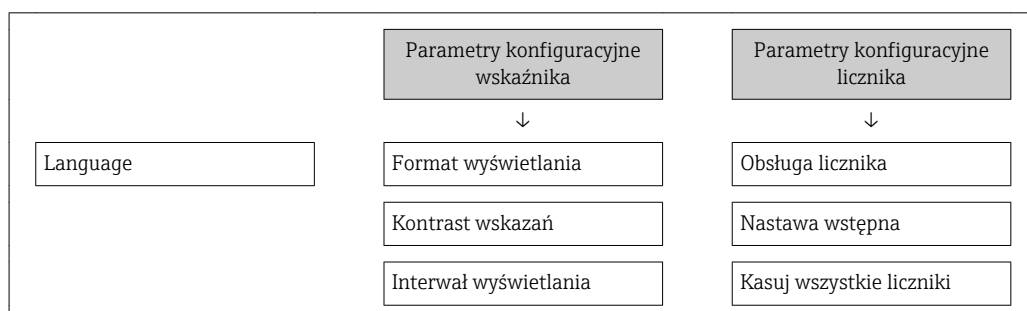 Parametry konfiguracyjne
wskaźnika
Parametry konfiguracyjne
licznika
↓
↓
Language
Format wyświetlania
Obsługa licznika
Kontrast wskazań
Nastawa wstępna
Interwał wyświetlania
Kasuj wszystkie liczniki